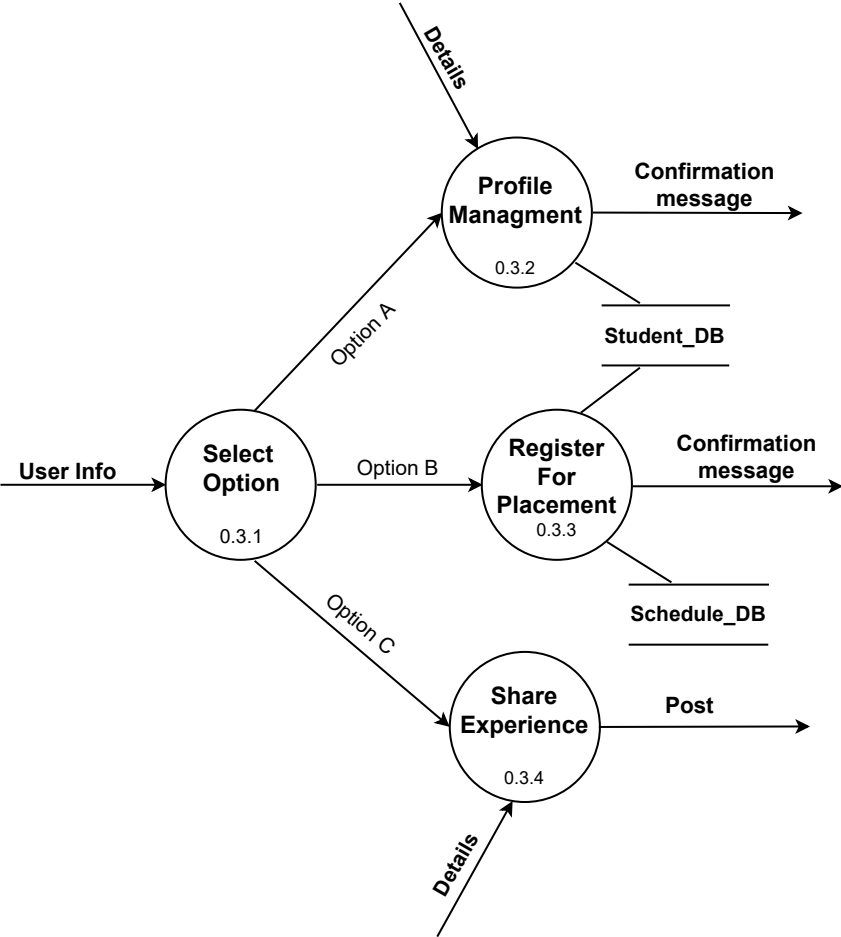 Details
Profile
Managment
0.3.2
Confirmation
message
Option A
Student_DB
User Info
Select
Option
0.3.1
Option B
Register
For
Placement
0.3.3
Confirmation
message
Schedule_DB
Option C
Share
Experience
0.3.4
Post
Details